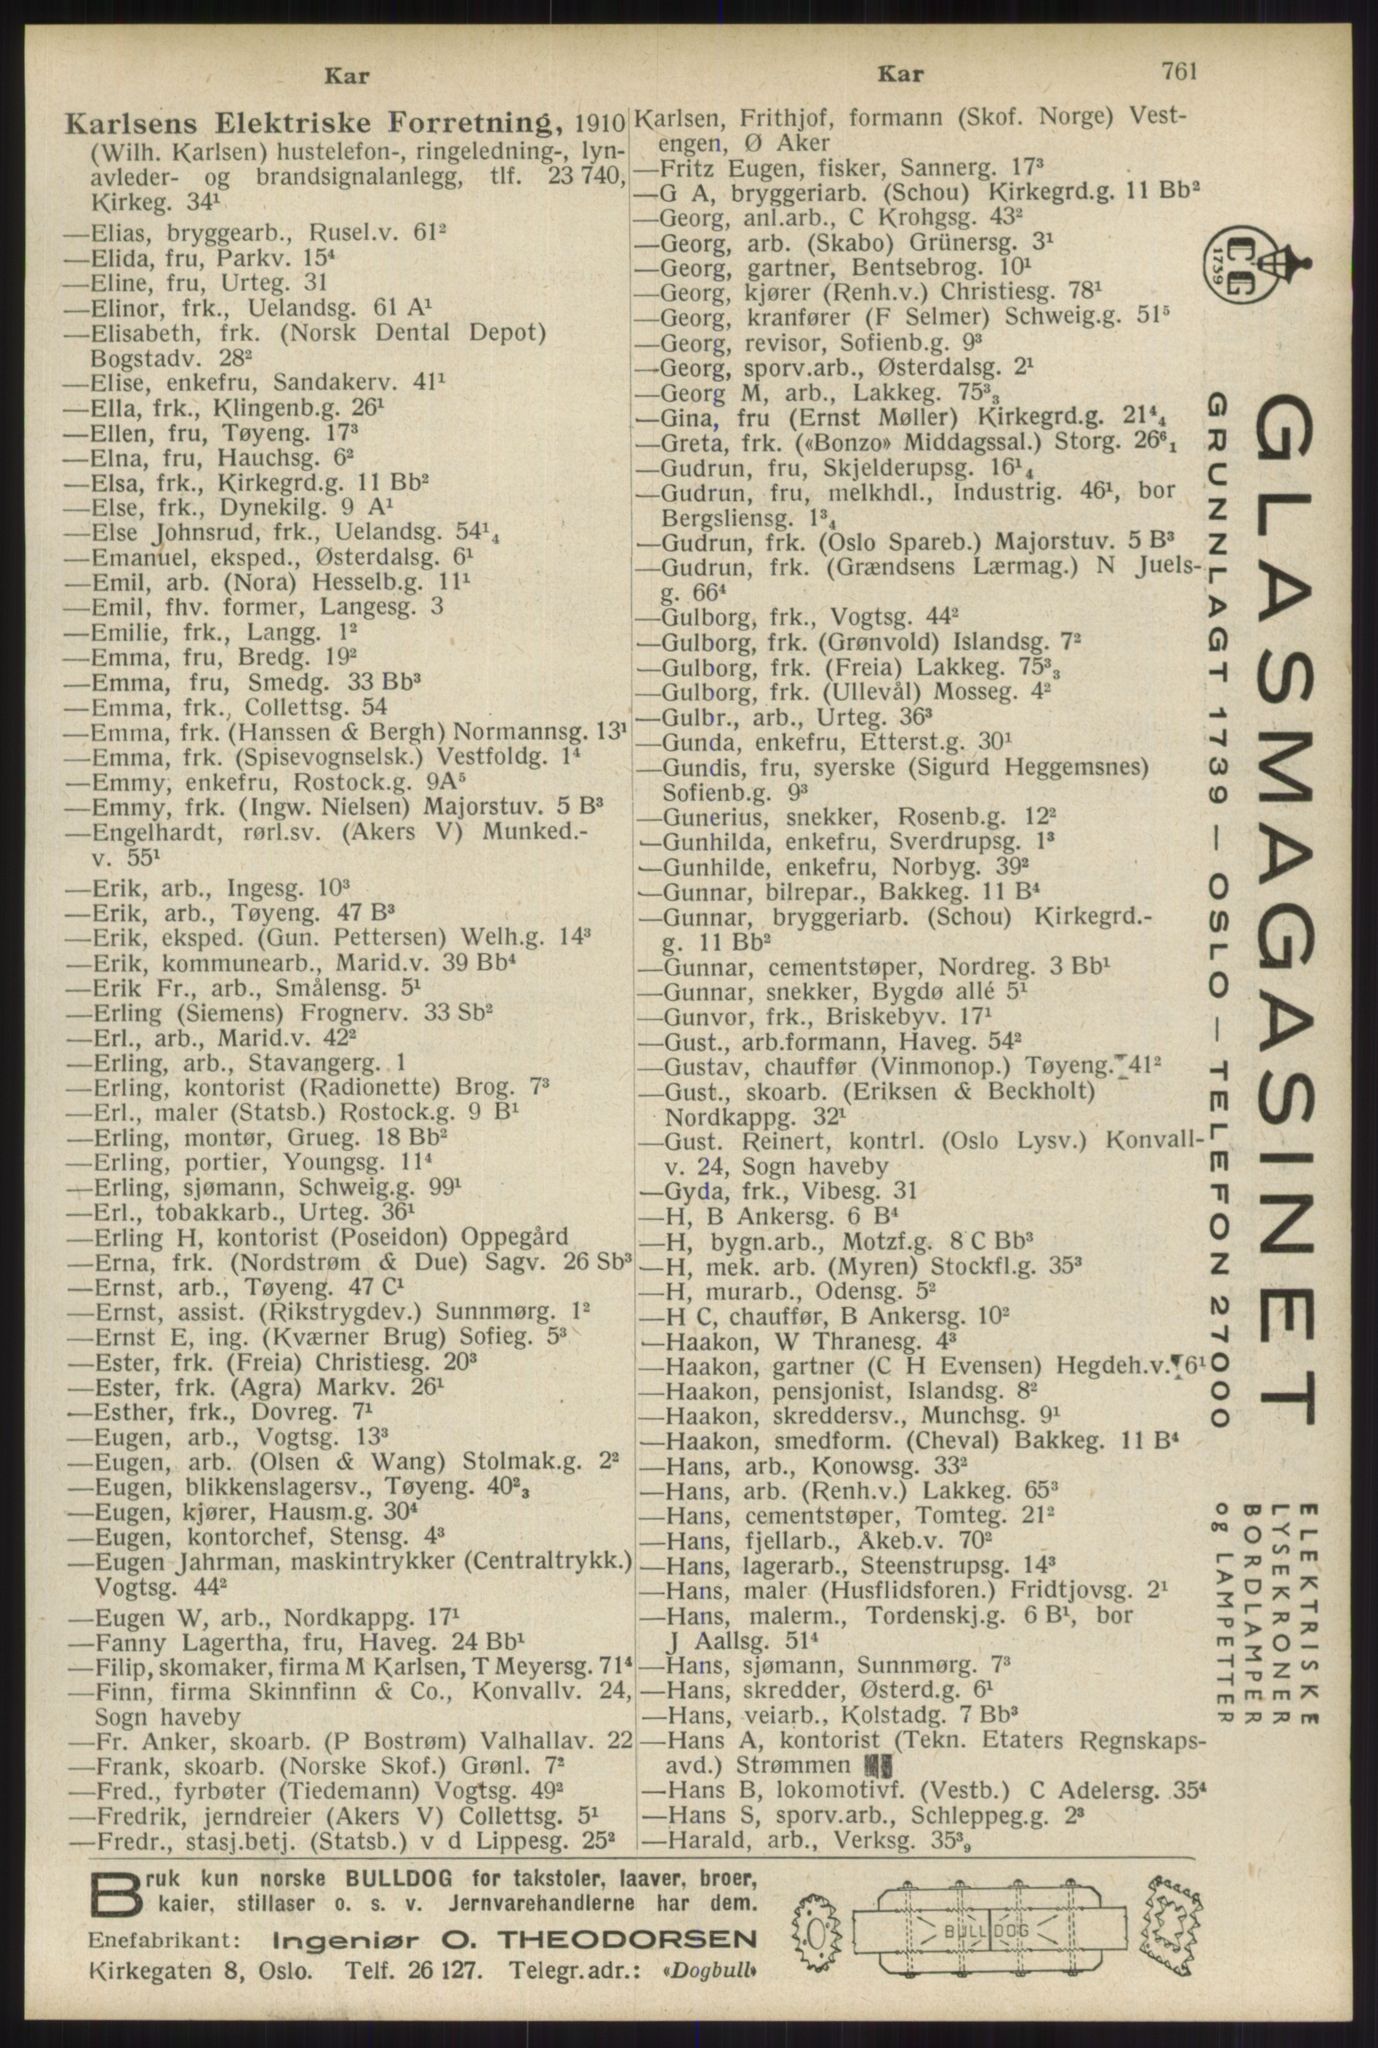 Kar
Kar
761
Karlsens Elektriske Forretning, 1910
(Wilh. Karlsen) hustelefon-, ringeledning-, lyn-
avleder- og brandsignalanlegg, tlf. 23 740,
Kirkeg. 34¹
—Elias, bryggearb., Rusel.v. 61²
—Elida, fru, Parkv. 15⁴
—Eline, fru, Urteg. 31
—Elinor, frk., Uelandsg. 61 A¹
—Elisabeth, frk. (Norsk Dental Depot)
Bogstadv. 28²
—Elise, enkefru, Sandakerv. 41¹
—Ella, frk., Klingenb.g. 26¹
—Ellen, fru, Tøyeng. 17³
—Elna, fru, Hauchsg. 6²
—Elsa, frk., Kirkegrd.g. 11 Bb²
—Else, frk., Dynekilg. 9 A¹
—Else Johnsrud, frk., Uelandsg. 54¹₄
—Emanuel, eksped., Østerdalsg. 6¹
—Emil, arb. (Nora) Hesselb.g. 11¹
—Emil, fhv. former, Langesg. 3
—Emilie, frk., Langg. 1²
—Emma, fru, Bredg. 19²
—Emma, fru, Smedg. 33 Bb³
—Emma, frk., Collettsg. 54
—Emma, frk. (Hanssen & Bergh) Normannsg. 13¹
—Emma, frk. (Spisevognselsk.) Vestfoldg. 1⁴
—Emmy, enkefru, Rostock.g. 9A⁵
—Emmy, frk. (Ingw. Nielsen) Majorstuv. 5 B³
—Engelhardt, rørl.sv. (Akers V) Munked.-
v. 55¹
—Erik, arb., Ingesg. 10³
—Erik, arb., Tøyeng. 47 B³
—Erik, eksped. (Gun. Pettersen) Welh.g. 14³
—Erik, kommunearb., Marid.v. 39 Bb⁴
—Erik Fr., arb., Smålensg. 5¹
—Erling (Siemens) Frognerv. 33 Sb²
—Erl., arb., Marid.v. 42²
—Erling, arb., Stavangerg. 1
—Erling, kontorist (Radionette) Brog. 7³
—Erl., maler (Statsb.) Rostock.g. 9 B¹
—Erling, montør, Grueg. 18 Bb²
—Erling, portier, Youngsg. 11⁴
—Erling, sjømann, Schweig.g. 99¹
—Erl., tobakkarb., Urteg. 36¹
—Erling H, kontorist (Poseidon) Oppegård
—Erna, frk. (Nordstrøm & Due) Sagv. 26 Sb³
—Ernst, arb., Tøyeng. 47 C¹
—Ernst, assist. (Rikstrygdev.) Sunnmørg. 1²
—Ernst E, ing. (Kværner Brug) Sofieg. 5³
—Ester, frk. (Freia) Christiesg. 20³
—Ester, frk. (Agra) Markv. 26¹
—Esther, frk., Dovreg. 7¹
—Eugen, arb., Vogtsg. 13³
—Eugen, arb. (Olsen & Wang) Stolmak.g. 2²
—Eugen, blikkenslagersv., Tøyeng. 40²₃
—Eugen, kjører, Hausm.g. 30⁴
—Eugen, kontorchef, Stensg. 4³
—Eugen Jahrman, maskintrykker (Centraltrykk.)
Vogtsg. 44²
—Eugen W, arb., Nordkappg. 17¹
—Fanny Lagertha, fru, Haveg. 24 Bb¹
—Filip, skomaker, firma M Karlsen, T Meyersg. 71⁴
—Finn, firma Skinnfinn & Co., Konvallv. 24,
Sogn haveby
—Fr. Anker, skoarb. (P Bostrøm) Valhallav. 22
—Frank, skoarb. (Norske Skof.) Grønl. 7²
—Fred., fyrbøter (Tiedemann) Vogtsg. 49²
—Fredrik, jerndreier (Akers V) Collettsg. 5¹
—Fredr., stasj.betj. (Statsb.) v d Lippesg. 25²
Karlsen, Frithjof, formann (Skof. Norge) Vest-
engen, Ø Aker
—Fritz Eugen, fisker, Sannerg. 17³
—G A, bryggeriarb. (Schou) Kirkegrd.g. 11 Bb²
—Georg, anl.arb., C Krohgsg. 43²
—Georg, arb. (Skabo) Grünersg. 3¹
—Georg, gartner, Bentsebrog. 10¹
—Georg, kjører (Renh.v.) Christiesg. 78¹
—Georg, kranfører (F Selmer) Schweig.g. 51⁵
—Georg, revisor, Sofienb.g. 9³
—Georg, sporv.arb., Østerdalsg. 2¹
—Georg M, arb., Lakkeg. 75³₃
—Gina, fru (Ernst Møller) Kirkegrd.g. 21⁴₄
—Greta, frk. («Bonzo» Middagssal.) Storg. 26⁶₁
—Gudrun, fru, Skjelderupsg. 16¹₄
—Gudrun, fru, melkhdl., Industrig. 46¹, bor
Bergsliensg. 1³₄
—Gudrun, frk. (Oslo Spareb.) Majorstuv. 5 B³
—Gudrun, frk. (Grændsens Lærmag.) N Juels-
g. 66⁴
—Gulborg, frk., Vogtsg. 44²
—Gulborg, frk. (Grønvold) Islandsg. 7²
—Gulborg, frk. (Freia) Lakkeg. 75³₃
—Gulborg, frk. (Ullevål) Mosseg. 4²
—Gulbr., arb., Urteg. 36³
—Gunda, enkefru, Etterst.g. 30¹
—Gundis, fru, syerske (Sigurd Heggemsnes)
Sofienb.g. 9³
—Gunerius, snekker, Rosenb.g. 12²
—Gunhilda, enkefru, Sverdrupsg. 1³
—Gunhilde, enkefru, Norbyg. 39²
—Gunnar, bilrepar., Bakkeg. 11 B⁴
—Gunnar, bryggeriarb. (Schou) Kirkegrd.-
g. 11 Bb²
—Gunnar, cementstøper, Nordreg. 3 Bb¹
—Gunnar, snekker, Bygdø allé 5¹
—Gunvor, frk., Briskebyv. 17¹
—Gust., arb.formann, Haveg. 54²
—Gustav, chauffør (Vinmonop.) Tøyeng. 41²
—Gust., skoarb. (Eriksen & Beckholt)
Nordkappg. 32¹
—Gust. Reinert, kontrl. (Oslo Lysv.) Konvall-
v. 24, Sogn haveby
—Gyda, frk., Vibesg. 31
—H, B Ankersg. 6 B⁴
—H, bygn.arb., Motzf.g. 8 C Bb³
—H, mek. arb. (Myren) Stockfl.g. 35³
—H, murarb., Odensg. 5²
—H C, chauffør, B Ankersg. 10²
—Haakon, W Thranesg. 4³
—Haakon, gartner (C H Evensen) Hegdeh.v. 6¹
—Haakon, pensjonist, Islandsg. 8²
—Haakon, skreddersv., Munchsg. 9¹
—Haakon, smedform. (Cheval) Bakkeg. 11 B⁴
—Hans, arb., Konowsg. 33²
—Hans, arb. (Renh.v.) Lakkeg. 65³
—Hans, cementstøper, Tomteg. 21²
—Hans, fjellarb., Åkeb.v. 70²
—Hans, lagerarb., Steenstrupsg. 14³
—Hans, maler (Husflidsforen.) Fridtjovsg. 2¹
—Hans, malerm., Tordenskj.g. 6 B¹, bor
J Aallsg. 51⁴
—Hans, sjømann, Sunnmørg. 7³
—Hans, skredder, Østerd.g. 6¹
—Hans, veiarb., Kolstadg. 7 Bb³
—Hans A, kontorist (Tekn. Etaters Regnskaps-
avd.) Strømmen
—Hans B, lokomotivf. (Vestb.) C Adelersg. 35⁴
—Hans S, sporv.arb., Schleppeg.g. 2³
—Harald, arb., Verksg. 35³₉
CG
1739
GLASMAGASINET
GRUNNLAGT 1739 — OSLO — TELEFON 27000
ELEKTRISKE
LYSEKRONER
BORDLAMPER
og LAMPETTER
Bruk kun norske BULLDOG for takstoler, laaver, broer,
kaier, stillaser o. s. v. Jernvarehandlerne har dem.
Enefabrikant: Ingeniør O. THEODORSEN
Kirkegaten 8, Oslo. Telf. 26 127. Telegr.adr.: «Dogbull»
BULLDOG